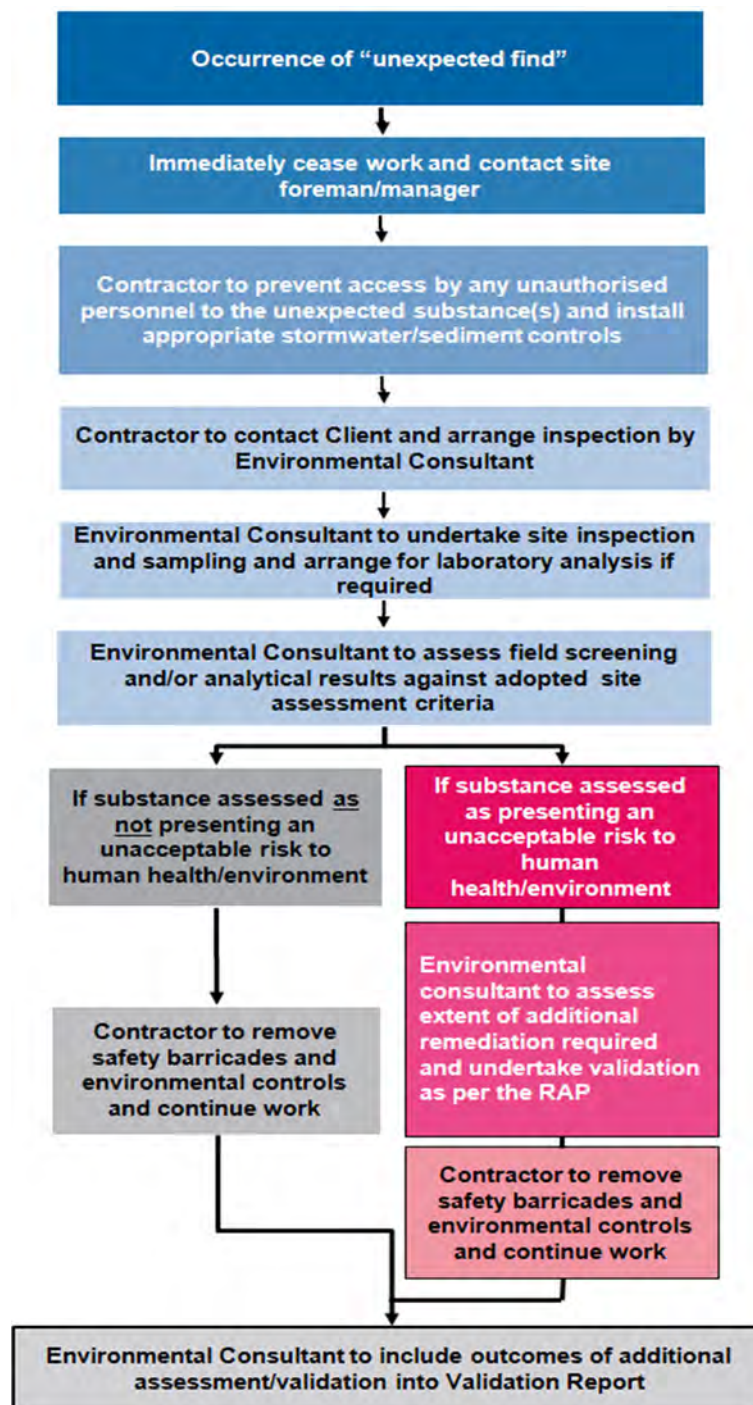 Occurrence of “unexpected find”
Immediately cease work and contact site
foreman/manager
Contractor to prevent access by any unauthorised
personnel to the unexpected substance(s) and install
appropriate stormwater/sediment controls
Contractor to contact Client and arrange inspection by
Environmental Consultant
Environmental Consultant to undertake site inspection
and sampling and arrange for laboratory analysis if
required
Environmental Consultant to assess field screening
and/or analytical results against adopted site
assessment criteria
If substance assessed as
not presenting an
unacceptable risk to
human health/environment
If substance assessed
as presenting an
unacceptable risk to
human
health/environment
Contractor to remove
safety barricades and
environmental controls
and continue work
Environmental
consultant to assess
extent of additional
remediation required
and undertake validation
as per the RAP
Contractor to remove
safety barricades and
environmental controls
and continue work
Environmental Consultant to include outcomes of additional
assessment/validation into Validation Report